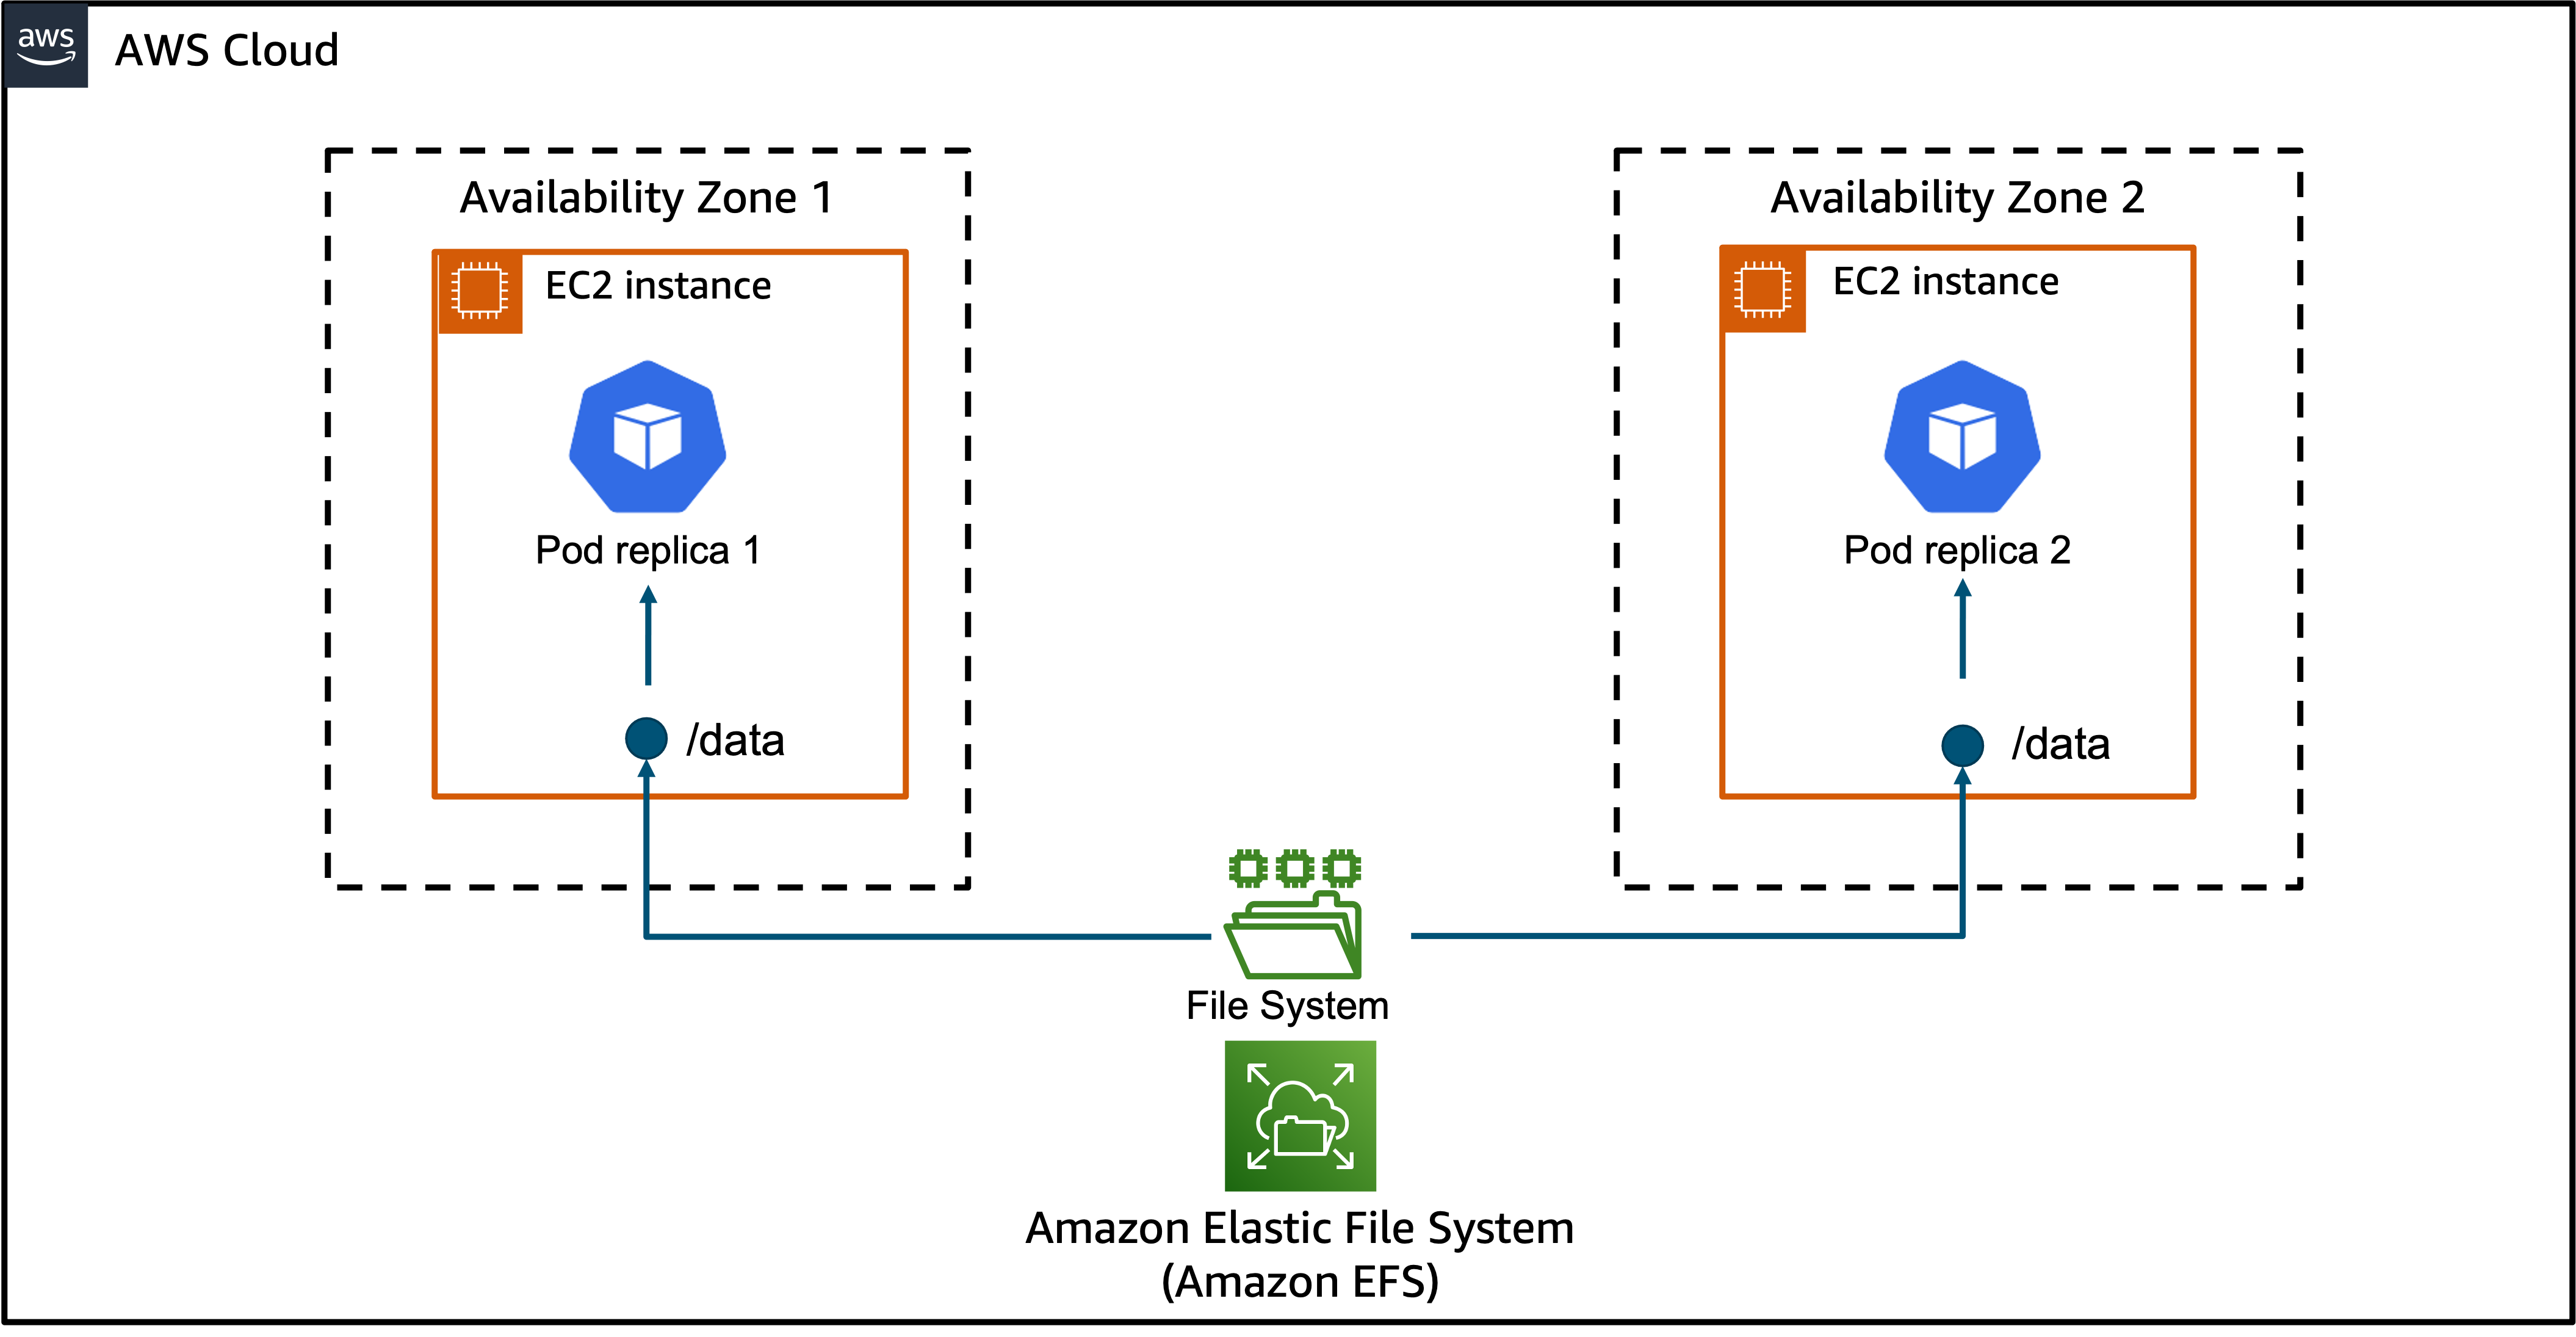 aws
AWS Cloud
Availability Zone 1
EC2 instance
Pod replica 1
/data
Availability Zone 2
EC2 instance
Pod replica 2
/data
File System
Amazon Elastic File System
(Amazon EFS)